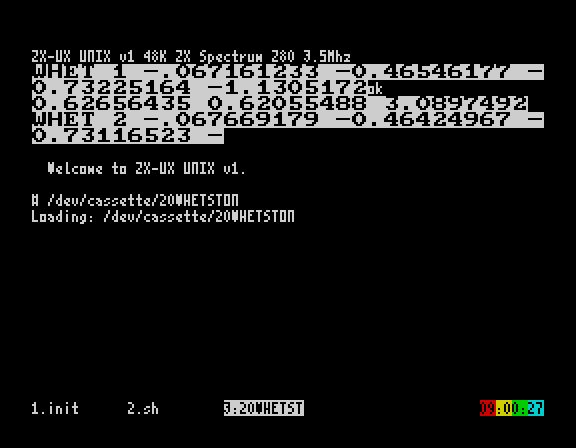 ZX-UX UNIX v1 48K ZX Spectrum Z80 3.5Mhz
WHET 1 -.067161233 -0.46546177 -
0.73225164 -1.1305172ok
0.62656435 0.62055488 3.0897492
WHET 2 -.067669179 -0.46424967 -
0.73116523 -
Welcome to ZX-UX UNIX v1.
# /dev/cassette/20WHETSTON
Loading: /dev/cassette/20WHETSTON
1.init 2.sh 3.20WHETST 09:00:27